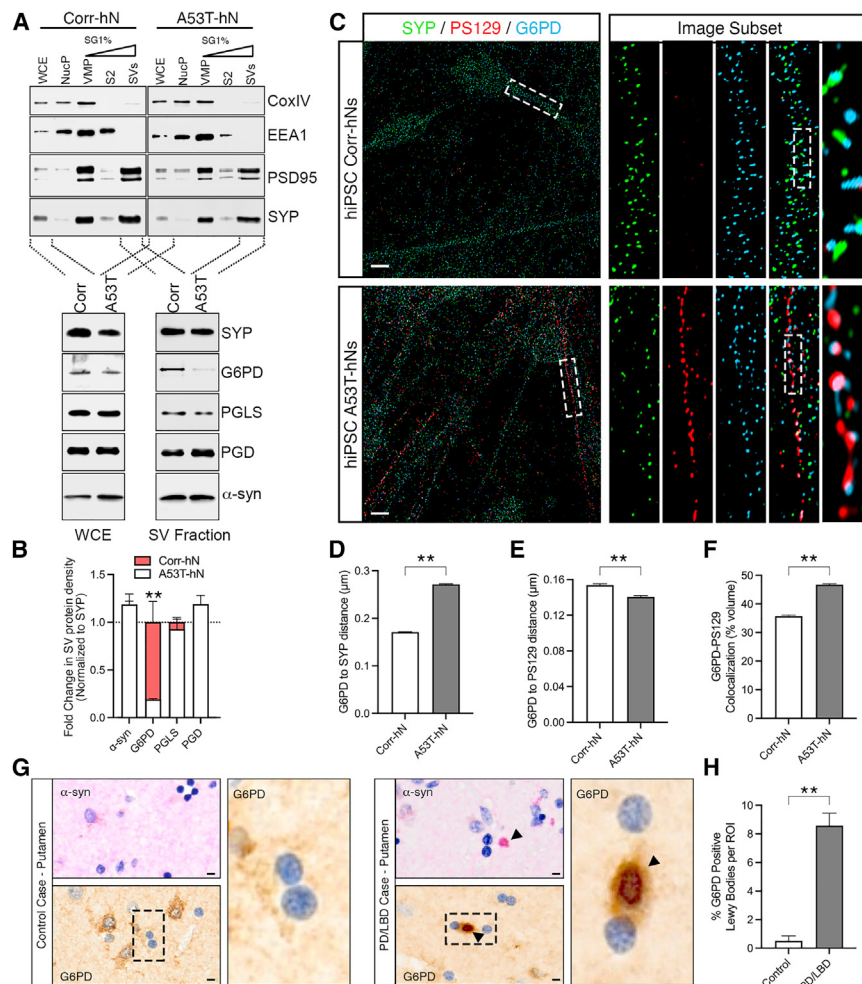 A
Corr-hN
A53T-hN
SG1%
SG1%
WCE
NucP
VMP
S2
SVs
WCE
NucP
VMP
S2
SVs
CoxIV
EEA1
PSD95
SYP
Corr
A53T
Corr
A53T
SYP
G6PD
PGLS
PGD
α-syn
WCE
SV Fraction
B
Corr-hN
A53T-hN
**
Fold Change in SV protein density
(Normalized to SYP)
1.5
1.0
0.5
0.0
α-syn
G6PD
PGLS
PGD
C
SYP / PS129 / G6PD
Image Subset
hiPSC Corr-hNs
hiPSC A53T-hNs
D
**
G6PD to SYP distance (µm)
0.3
0.2
0.1
0.0
Corr-hN
A53T-hN
E
**
G6PD to PS129 distance (µm)
0.16
0.12
0.08
0.04
0.00
Corr-hN
A53T-hN
F
**
G6PD-PS129
Colocalization (% volume)
60
40
20
0
Corr-hN
A53T-hN
G
Control Case - Putamen
α-syn
G6PD
G6PD
PD/LBD Case - Putamen
α-syn
G6PD
G6PD
H
**
% G6PD Positive
Lewy Bodies per ROI
10
8
6
4
2
0
Control
PD/LBD